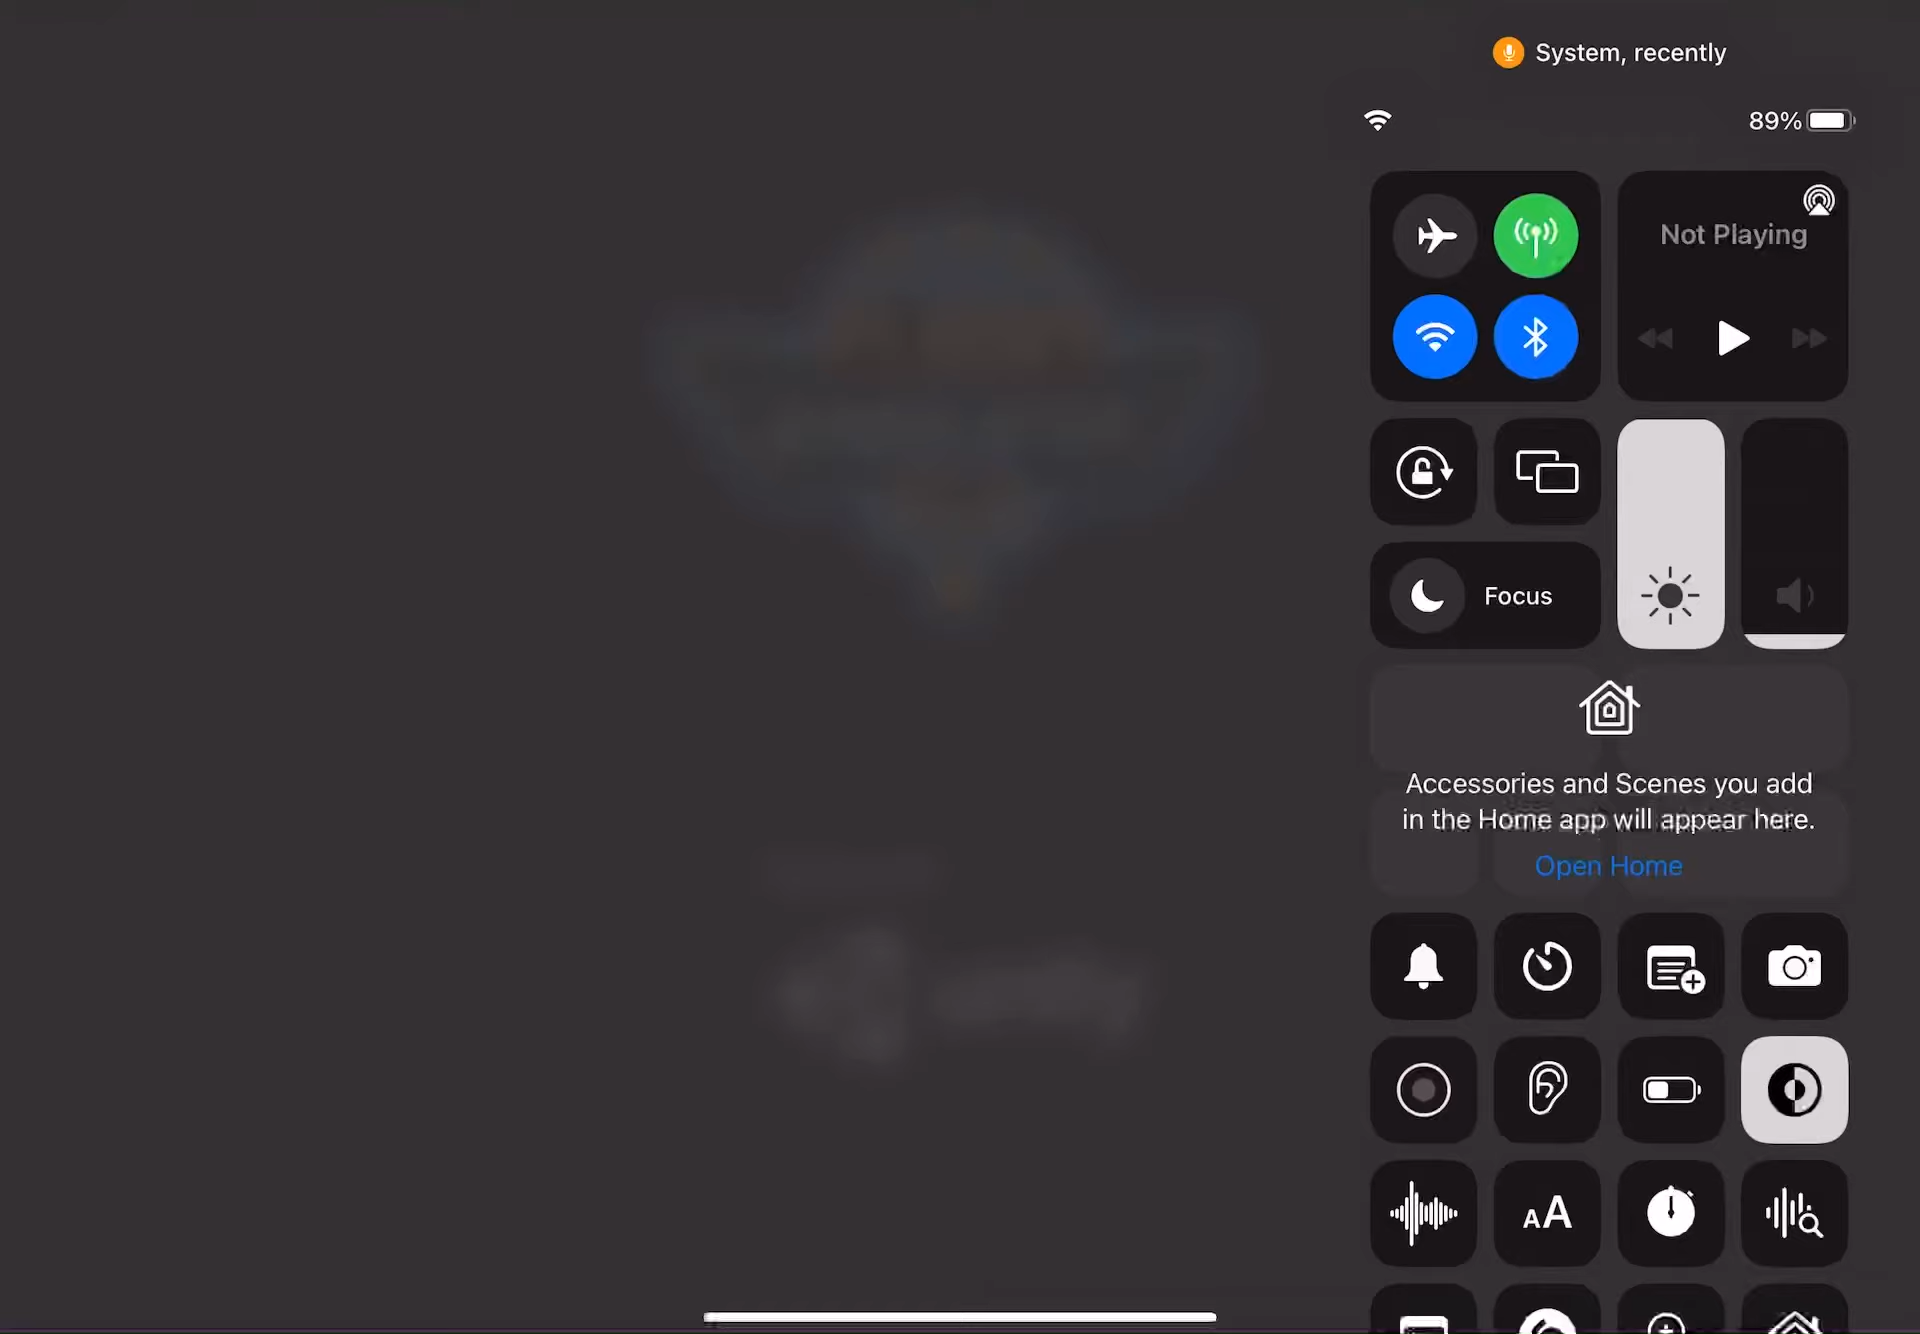 System, recently
89%
Not Playing
Focus
Accessories and Scenes you add
in the Home app will appear here.
Open Home
AA